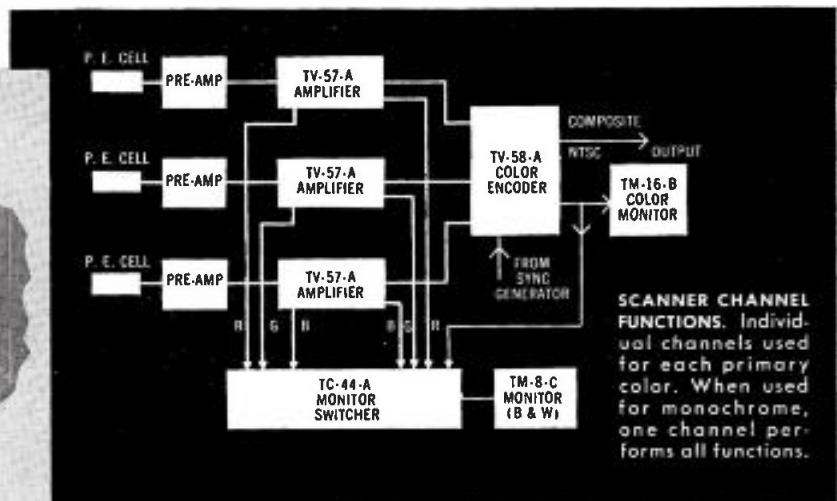 P. E. CELL
PRE-AMP
TV-57-A
AMPLIFIER
P. E. CELL
PRE-AMP
TV-57-A
AMPLIFIER
P. E. CELL
PRE-AMP
TV-57-A
AMPLIFIER
TV-58-A
COLOR
ENCODER
COMPOSITE
NTSC OUTPUT
TM-16-B
COLOR
MONITOR
FROM
SYNC
GENERATOR
G
B G R
TC-44-A
MONITOR
SWITCHER
TM-8-C
MONITOR
(B & W)
SCANNER CHANNEL
FUNCTIONS. Individ-
ual channels used
for each primary
color. When used
for monochrome,
one channel per-
forms all functions.